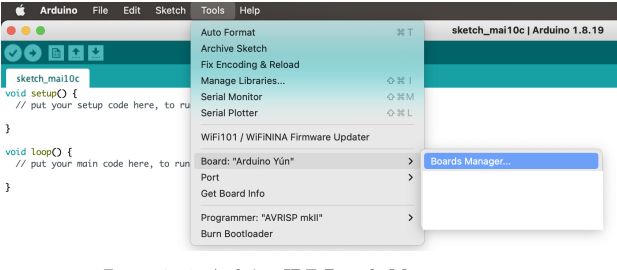 Arduino File Edit Sketch Tools Help
sketch_mai10c | Arduino 1.8.19
sketch_mai10c
void setup() {
// put your setup code here, to ru
}
void loop() {
// put your main code here, to run
}
Auto Format ⌘ T
Archive Sketch
Fix Encoding & Reload
Manage Libraries... ⇧ ⌘ I
Serial Monitor ⇧ ⌘ M
Serial Plotter ⇧ ⌘ L
WiFi101 / WiFiNINA Firmware Updater
Board: "Arduino Yún"
Boards Manager...
Port
Get Board Info
Programmer: "AVRISP mkII"
Burn Bootloader